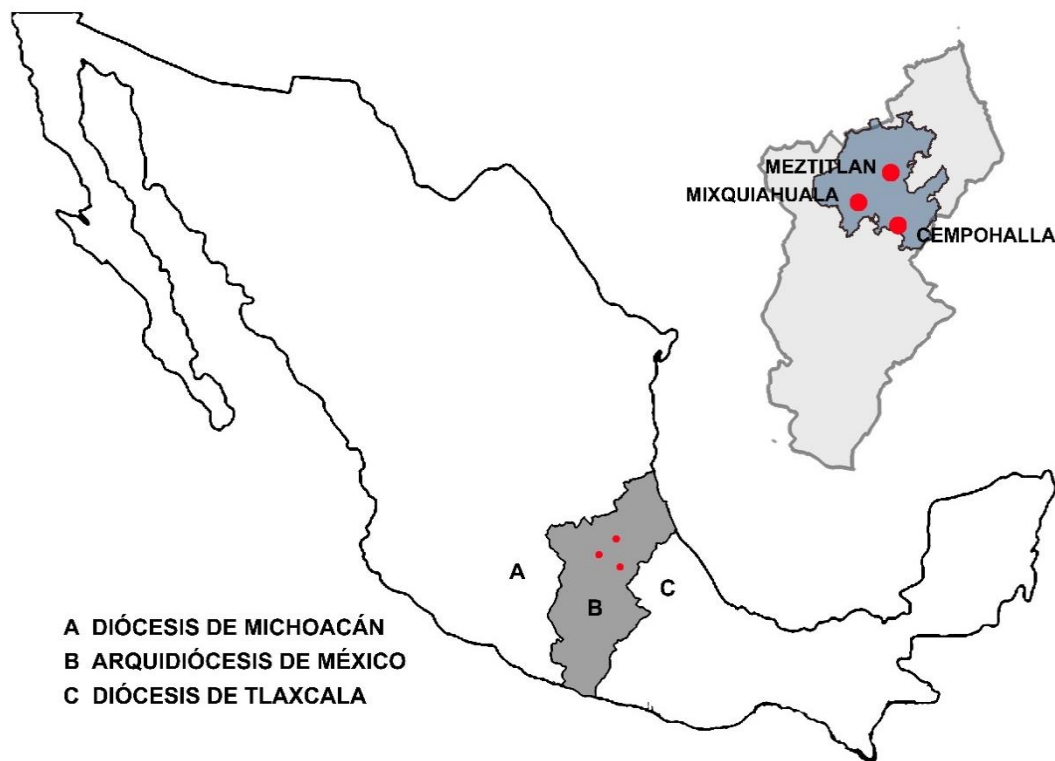 MEZTITLAN
MIXQUIAHUALA
CEMPOHALLA
A
C
B
A DIÓCESIS DE MICHOACÁN
B ARQUIDIÓCESIS DE MÉXICO
C DIÓCESIS DE TLAXCALA